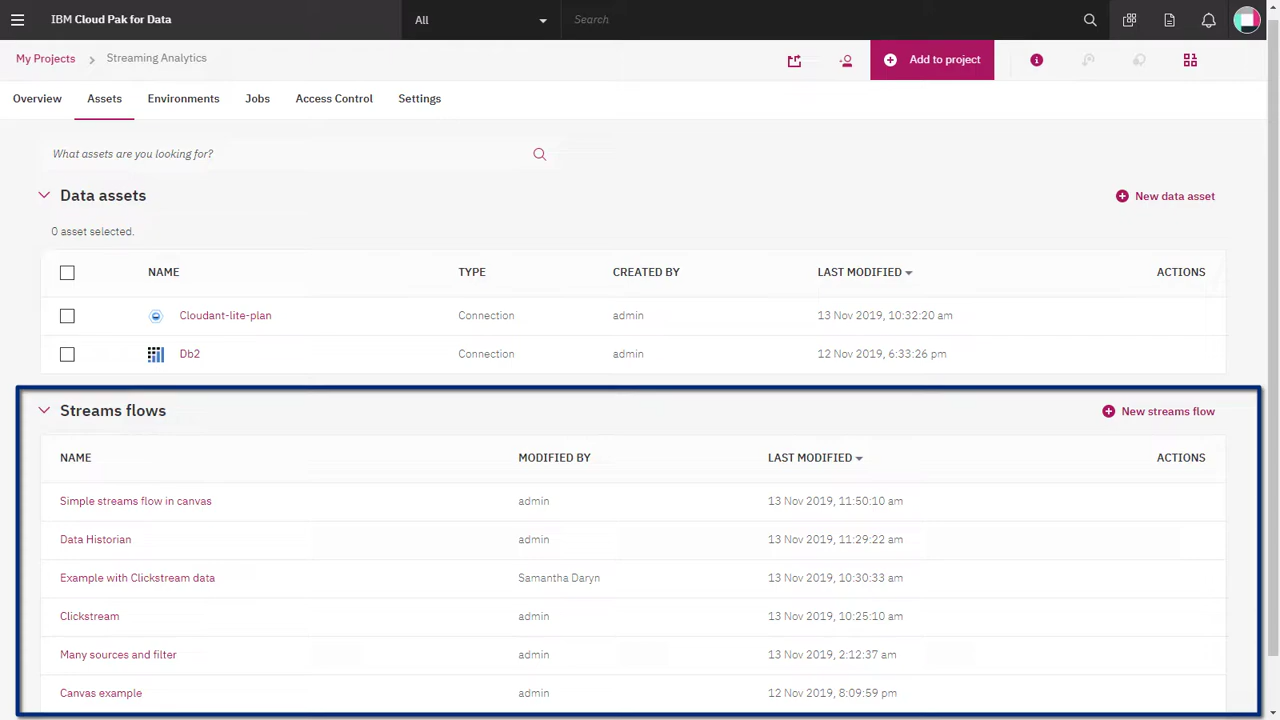 IBM Cloud Pak for Data All Search
My Projects Streaming Analytics Add to project
Overview Assets Environments Jobs Access Control Settings
What assets are you looking for?
Data assets New data asset
0 asset selected.
NAME TYPE CREATED BY LAST MODIFIED ACTIONS
Cloudant-lite-plan Connection admin 13 Nov 2019, 10:32:20 am
Db2 Connection admin 12 Nov 2019, 6:33:26 pm
Streams flows New streams flow
NAME MODIFIED BY LAST MODIFIED ACTIONS
Simple streams flow in canvas admin 13 Nov 2019, 11:50:10 am
Data Historian admin 13 Nov 2019, 11:29:22 am
Example with Clickstream data Samantha Daryn 13 Nov 2019, 10:30:33 am
Clickstream admin 13 Nov 2019, 10:25:10 am
Many sources and filter admin 13 Nov 2019, 2:12:37 am
Canvas example admin 12 Nov 2019, 8:09:59 pm